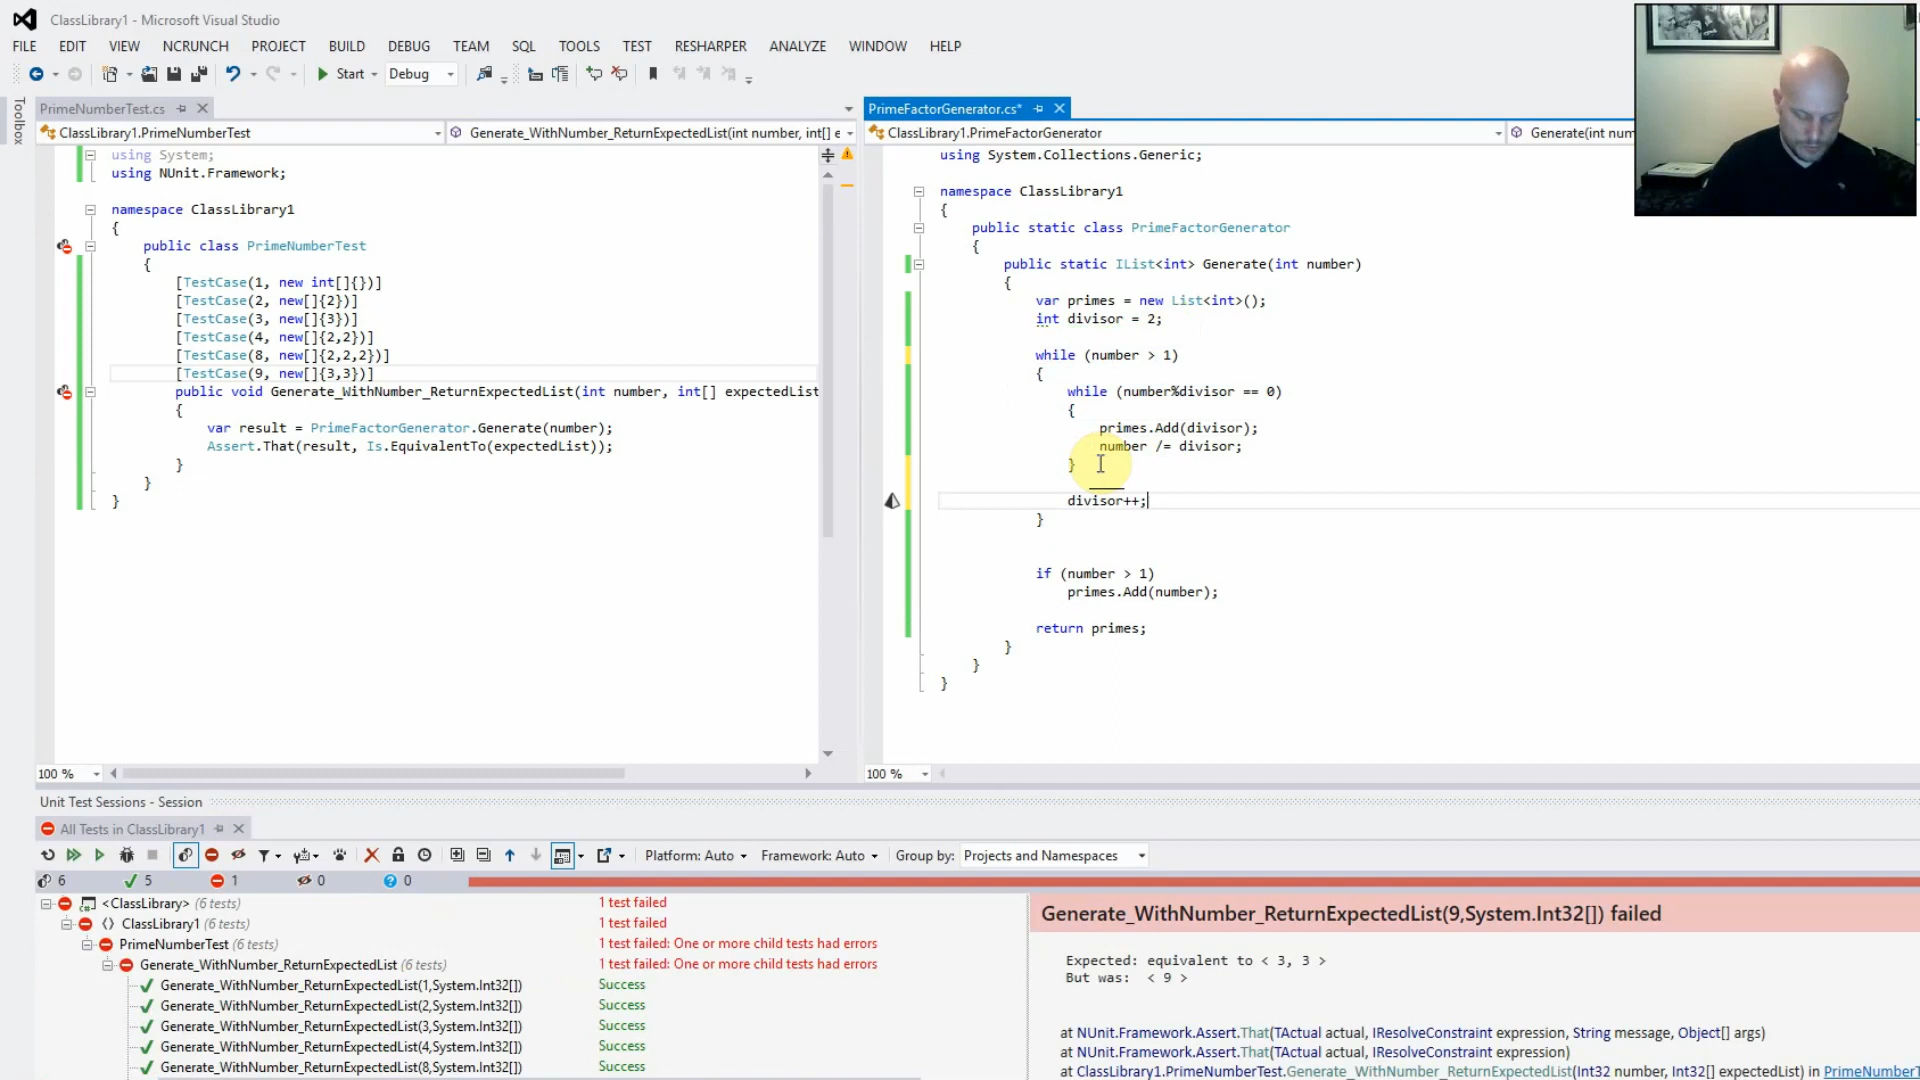 ClassLibrary1 - Microsoft Visual Studio
FILE EDIT VIEW NCRUNCH PROJECT BUILD DEBUG TEAM SQL TOOLS TEST RESHARPER ANALYZE WINDOW HELP
Start Debug
Toolbox
PrimeNumberTest.cs
ClassLibrary1.PrimeNumberTest Generate_WithNumber_ReturnExpectedList(int number, int[] e
using System;
using NUnit.Framework;
namespace ClassLibrary1
{
public class PrimeNumberTest
{
[TestCase(1, new int[]{})]
[TestCase(2, new[]{2})]
[TestCase(3, new[]{3})]
[TestCase(4, new[]{2,2})]
[TestCase(8, new[]{2,2,2})]
[TestCase(9, new[]{3,3})]
public void Generate_WithNumber_ReturnExpectedList(int number, int[] expectedList
{
var result = PrimeFactorGenerator.Generate(number);
Assert.That(result, Is.EquivalentTo(expectedList));
}
}
}
100 %
PrimeFactorGenerator.cs*
ClassLibrary1.PrimeFactorGenerator Generate(int num
using System.Collections.Generic;
namespace ClassLibrary1
{
public static class PrimeFactorGenerator
{
public static IList<int> Generate(int number)
{
var primes = new List<int>();
int divisor = 2;
while (number > 1)
{
while (number%divisor == 0)
{
primes.Add(divisor);
number /= divisor;
}
divisor++;
}
if (number > 1)
primes.Add(number);
return primes;
}
}
}
100 %
Unit Test Sessions - Session
All Tests in ClassLibrary1
Platform: Auto Framework: Auto Group by: Projects and Namespaces
6 5 1 0 0
<ClassLibrary> (6 tests) 1 test failed
ClassLibrary1 (6 tests) 1 test failed
PrimeNumberTest (6 tests) 1 test failed: One or more child tests had errors
Generate_WithNumber_ReturnExpectedList (6 tests) 1 test failed: One or more child tests had errors
Generate_WithNumber_ReturnExpectedList(1,System.Int32[]) Success
Generate_WithNumber_ReturnExpectedList(2,System.Int32[]) Success
Generate_WithNumber_ReturnExpectedList(3,System.Int32[]) Success
Generate_WithNumber_ReturnExpectedList(4,System.Int32[]) Success
Generate_WithNumber_ReturnExpectedList(8,System.Int32[]) Success
Generate_WithNumber_ReturnExpectedList(9,System.Int32[]) failed
Expected: equivalent to < 3, 3 >
But was: < 9 >
at NUnit.Framework.Assert.That(TActual actual, IResolveConstraint expression, String message, Object[] args)
at NUnit.Framework.Assert.That(TActual actual, IResolveConstraint expression)
at ClassLibrary1.PrimeNumberTest.Generate_WithNumber_ReturnExpectedList(Int32 number, Int32[] expectedList) in PrimeNumberT